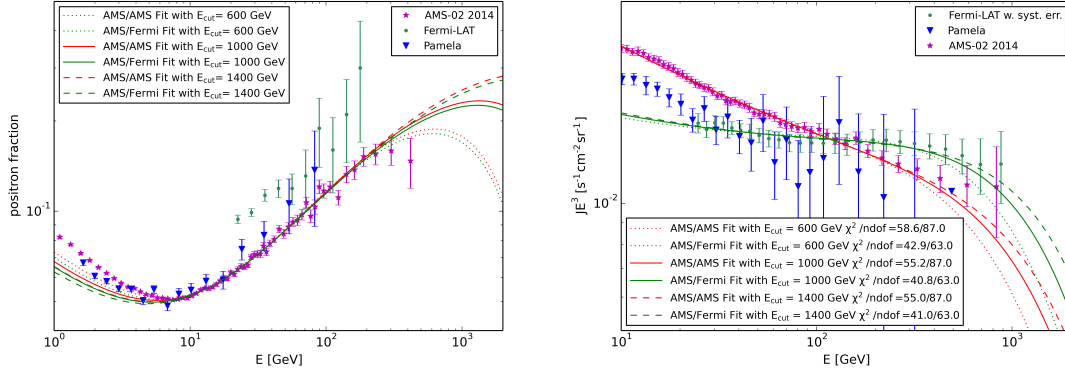 AMS/AMS Fit with E_cut= 600 GeV
AMS/Fermi Fit with E_cut= 600 GeV
AMS/AMS Fit with E_cut= 1000 GeV
AMS/Fermi Fit with E_cut= 1000 GeV
AMS/AMS Fit with E_cut= 1400 GeV
AMS/Fermi Fit with E_cut= 1400 GeV
AMS-02 2014
Fermi-LAT
Pamela
positron fraction
10^-1
10^0
10^1
10^2
10^3
E [GeV]
Fermi-LAT w. syst. err.
Pamela
AMS-02 2014
JE^3 [s^-1cm^-2sr^1]
10^-2
AMS/AMS Fit with E_cut = 600 GeV χ^2 /ndof=58.6/87.0
AMS/Fermi Fit with E_cut = 600 GeV χ^2 /ndof=42.9/63.0
AMS/AMS Fit with E_cut = 1000 GeV χ^2 /ndof=55.2/87.0
AMS/Fermi Fit with E_cut = 1000 GeV χ^2 /ndof=40.8/63.0
AMS/AMS Fit with E_cut = 1400 GeV χ^2 /ndof=55.0/87.0
AMS/Fermi Fit with E_cut = 1400 GeV χ^2 /ndof=41.0/63.0
10^1
10^2
10^3
E [GeV]